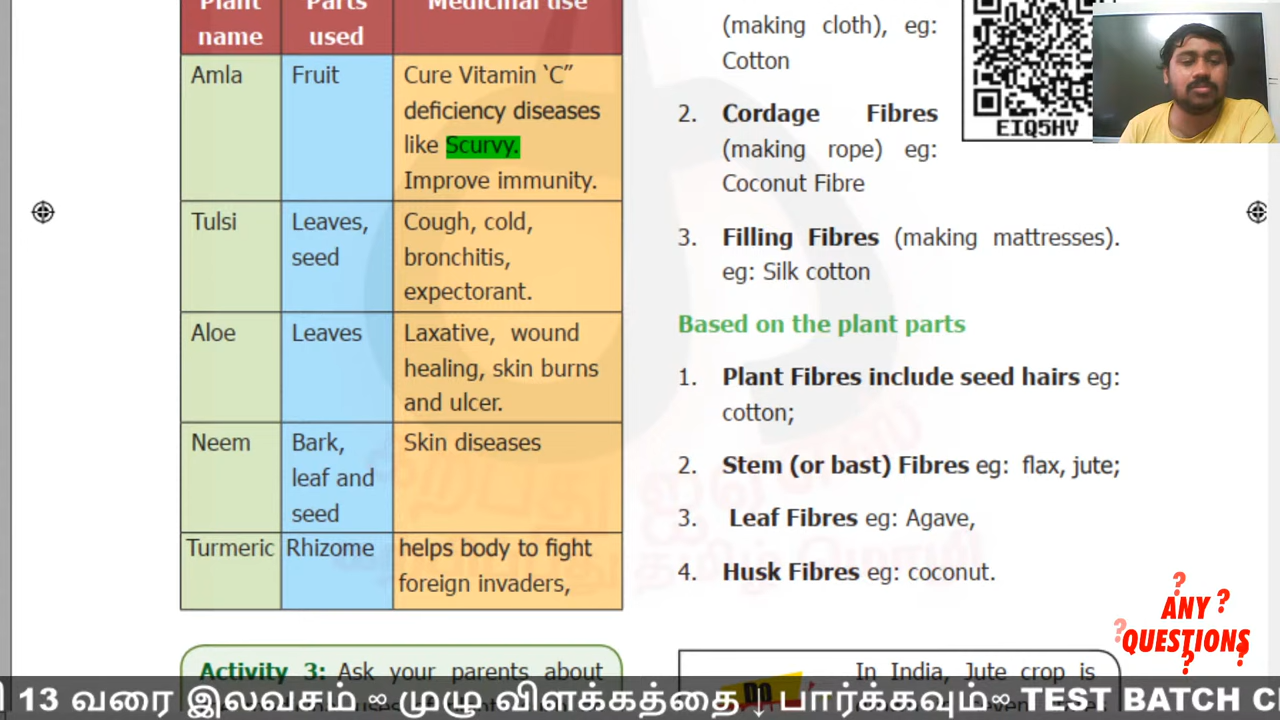 Plant
name
Parts
used
Medicinal use
Amla
Fruit
Cure Vitamin ‘C”
deficiency diseases
like Scurvy.
Improve immunity.
Tulsi
Leaves,
seed
Cough, cold,
bronchitis,
expectorant.
Aloe
Leaves
Laxative, wound
healing, skin burns
and ulcer.
Neem
Bark,
leaf and
seed
Skin diseases
Turmeric
Rhizome
helps body to fight
foreign invaders,
Activity 3: Ask your parents about
(making cloth), eg:
Cotton
2. Cordage Fibres
(making rope) eg:
Coconut Fibre
3. Filling Fibres (making mattresses).
eg: Silk cotton
Based on the plant parts
1. Plant Fibres include seed hairs eg:
cotton;
2. Stem (or bast) Fibres eg: flax, jute;
3. Leaf Fibres eg: Agave,
4. Husk Fibres eg: coconut.
EIQ5HV
In India, Jute crop is
ANY
QUESTIONS
13 வரை இலவசம் முழு விளக்கத்தை பார்க்கவும் TEST BATCH